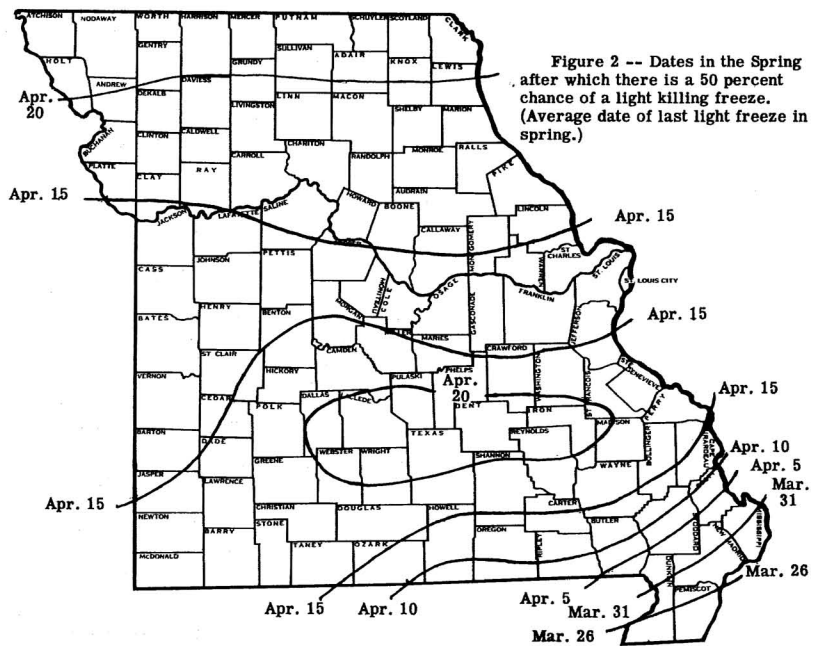 ATCHISON
NODAWAY
WORTH
HARRISON
MERCER
PUTNAM
SCHUYLER
SCOTLAND
CLARK
HOLT
ANDREW
GENTRY
DEKALB
DAVIESS
GRUNDY
SULLIVAN
ADAIR
KNOX
LEWIS
Figure 2 -- Dates in the Spring
after which there is a 50 percent
chance of a light killing freeze.
(Average date of last light freeze in
spring.)
Apr.
20
LIVINGSTON
LINN
MACON
SHELBY
MARION
BUCHANAN
CLINTON
CALDWELL
CARROLL
CHARITON
RANDOLPH
MONROE
RALLS
PIKE
PLATTE
CLAY
RAY
AUDRAIN
Apr. 15
JACKSON
LAFAYETTE
SALINE
HOWARD
BOONE
CALLAWAY
MONTGOMERY
LINCOLN
Apr. 15
WARREN
ST CHARLES
ST. LOUIS
ST LOUIS CITY
CASS
JOHNSON
PETTIS
MONITEAU
COLE
OSAGE
GASCONADE
FRANKLIN
JEFFERSON
BATES
HENRY
BENTON
MORGAN
MARIES
Apr. 15
CRAWFORD
WASHINGTON
ST CLAIR
CAMDEN
PULASKI
PHELPS
VERNON
HICKORY
DALLAS
Apr.
20
DENT
IRON
ST FRANCOIS
STE GENEVIEVE
PERRY
Apr. 15
CEDAR
POLK
TEXAS
REYNOLDS
MADISON
BOLLINGER
CAPE GIRARDEAU
BARTON
DADE
WEBSTER
WRIGHT
SHANNON
WAYNE
Apr. 10
Apr. 5
Mar.
31
JASPER
GREENE
LAWRENCE
Apr. 15
NEWTON
CHRISTIAN
DOUGLAS
HOWELL
CARTER
BUTLER
STODDARD
MISSISSIPPI
BARRY
STONE
TANEY
OZARK
OREGON
RIPLEY
NEW MADRID
McDONALD
DUNKLIN
PEMISCOT
Mar. 26
Apr. 15
Apr. 10
Apr. 5
Mar. 31
Mar. 26